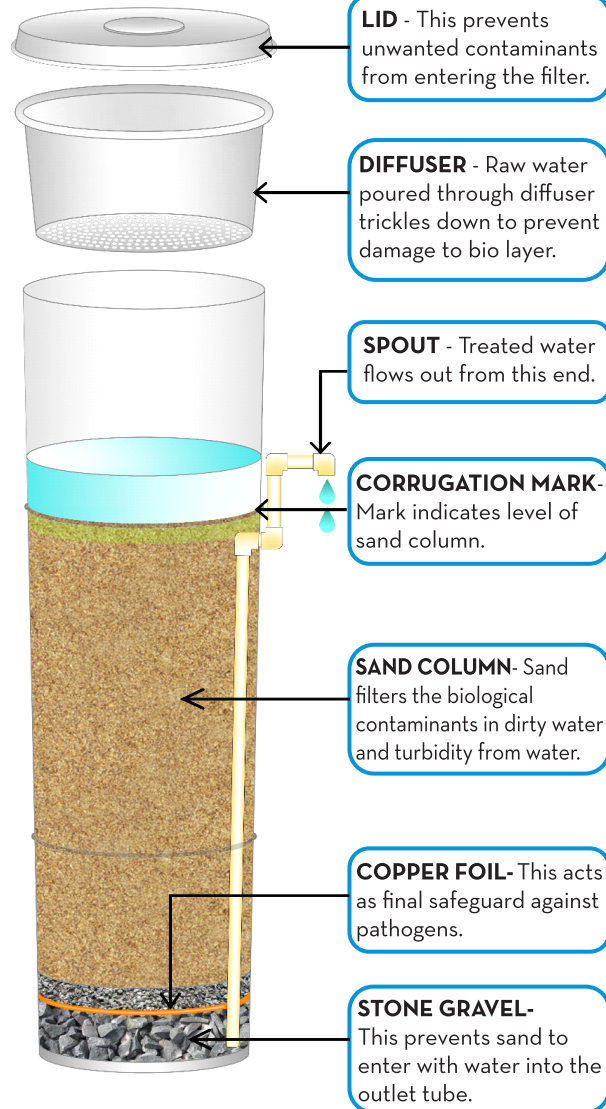 LID - This prevents
unwanted contaminants
from entering the filter.
DIFFUSER - Raw water
poured through diffuser
trickles down to prevent
damage to bio layer.
SPOUT - Treated water
flows out from this end.
CORRUGATION MARK-
Mark indicates level of
sand column.
SAND COLUMN- Sand
filters the biological
contaminants in dirty water
and turbidity from water.
COPPER FOIL- This acts
as final safeguard against
pathogens.
STONE GRAVEL-
This prevents sand to
enter with water into the
outlet tube.